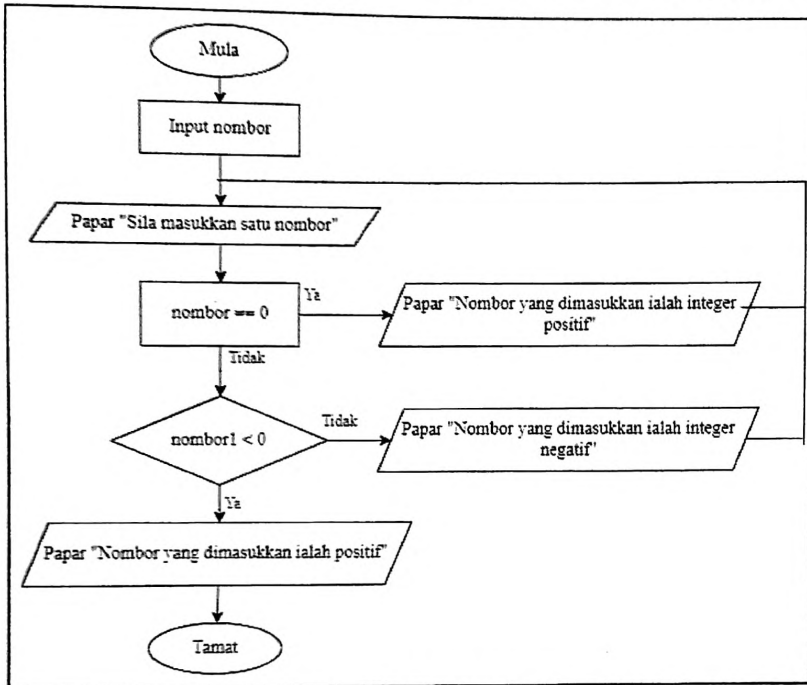 Mula
Input nombor
Papar "Sila masukkan satu nombor"
nombor == 0
Ya
Papar "Nombor yang dimasukkan ialah integer
positif"
Tidak
nombor1 < 0
Tidak
Papar "Nombor yang dimasukkan ialah integer
negatif"
Ya
Papar "Nombor yang dimasukkan ialah positif"
Tamat